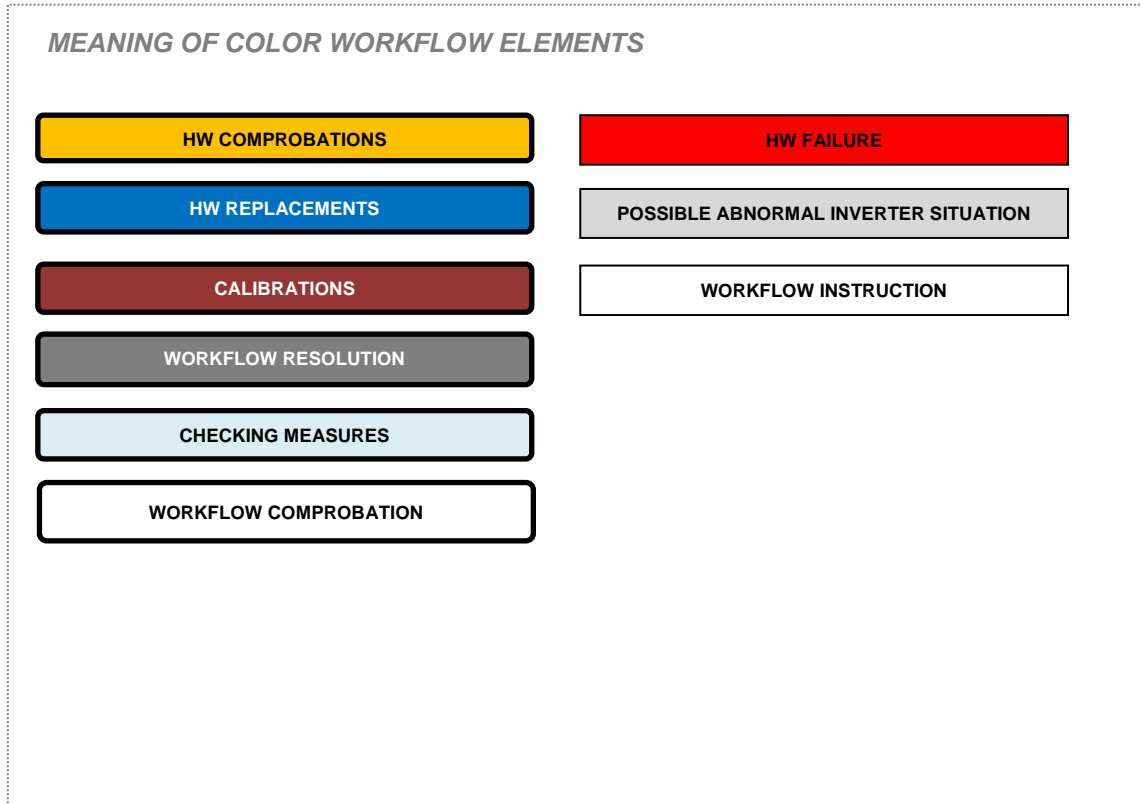 MEANING OF COLOR WORKFLOW ELEMENTS
HW COMPROBATIONS
HW REPLACEMENTS
CALIBRATIONS
WORKFLOW RESOLUTION
CHECKING MEASURES
WORKFLOW COMPROBATION
HW FAILURE
POSSIBLE ABNORMAL INVERTER SITUATION
WORKFLOW INSTRUCTION